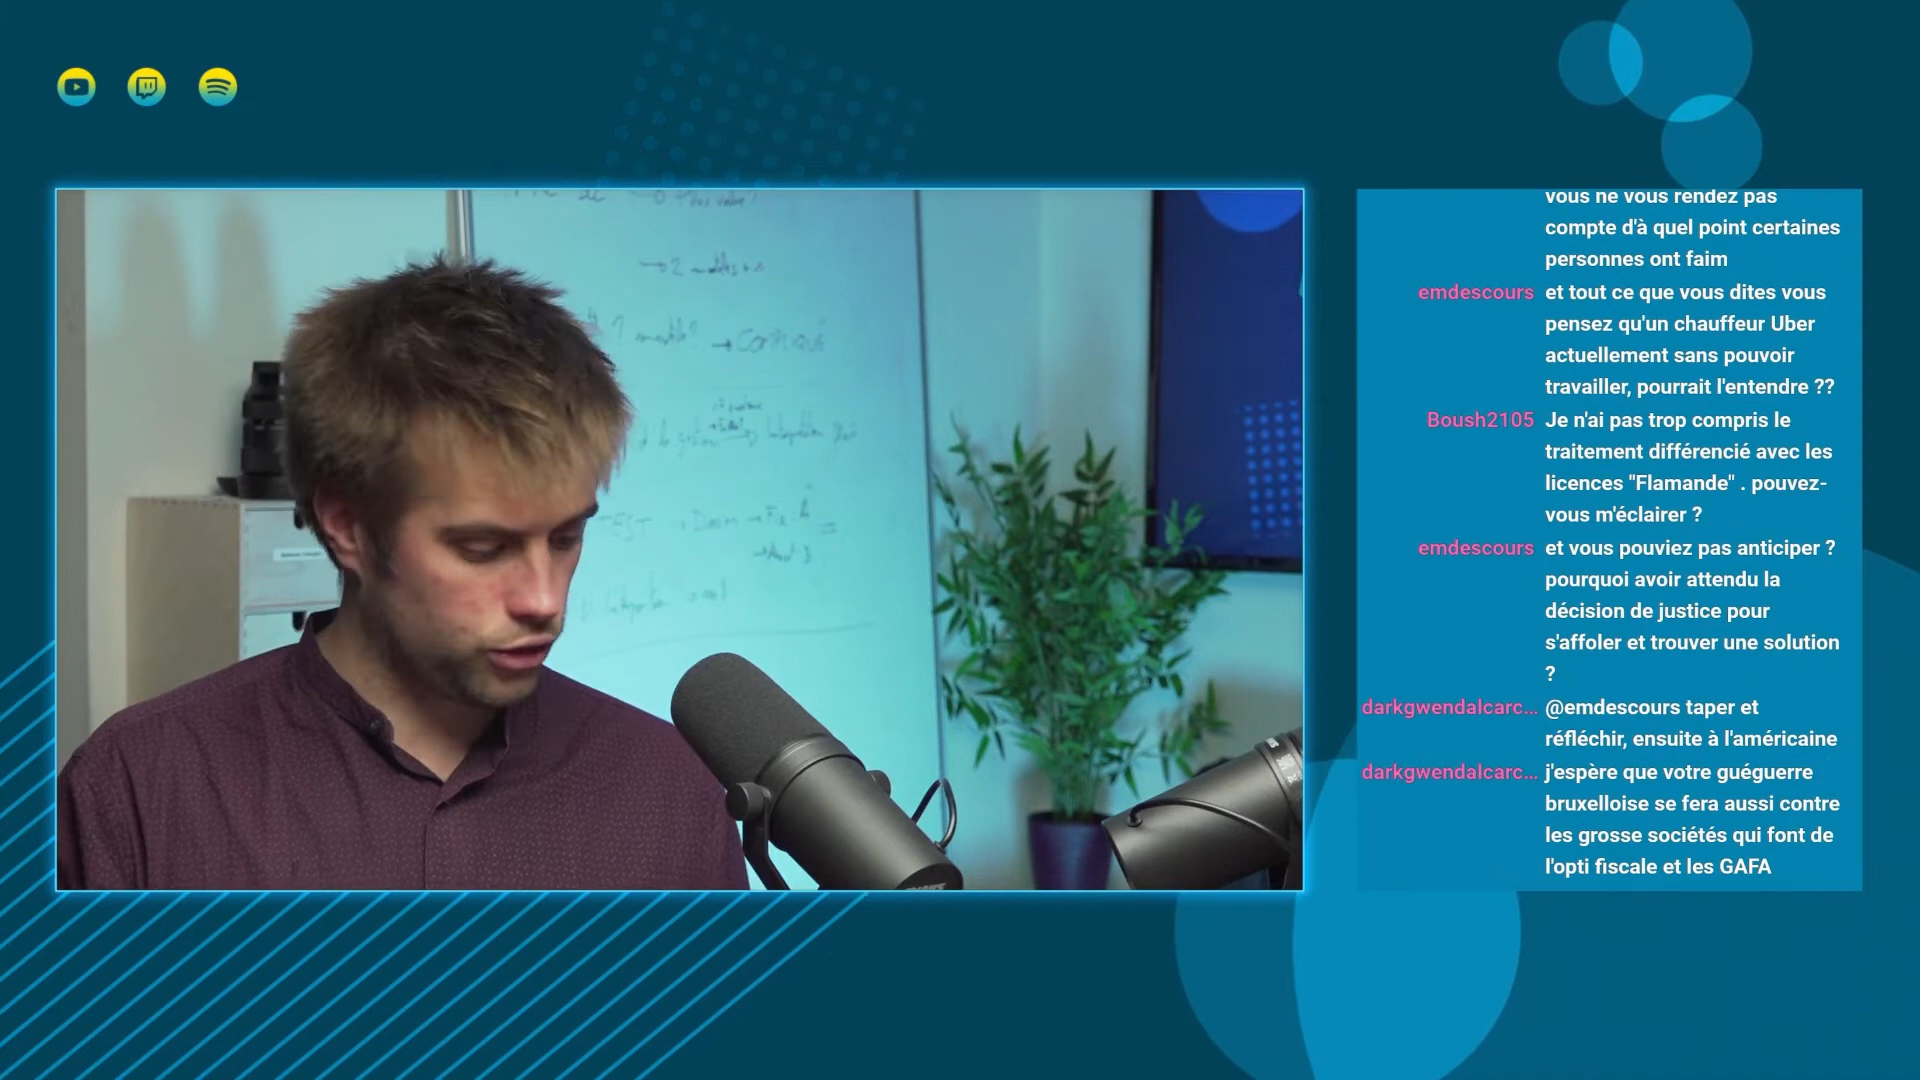 → 2 modèles
→ COMPLIQUÉ
vous ne vous rendez pas
compte d'à quel point certaines
personnes ont faim
emdescours et tout ce que vous dites vous
pensez qu'un chauffeur Uber
actuellement sans pouvoir
travailler, pourrait l'entendre ??
Boush2105 Je n'ai pas trop compris le
traitement différencié avec les
licences "Flamande" . pouvez-
vous m'éclairer ?
emdescours et vous pouviez pas anticiper ?
pourquoi avoir attendu la
décision de justice pour
s'affoler et trouver une solution
?
darkgwendalcarc... @emdescours taper et
réfléchir, ensuite à l'américaine
darkgwendalcarc... j'espère que votre guéguerre
bruxelloise se fera aussi contre
les grosse sociétés qui font de
l'opti fiscale et les GAFA